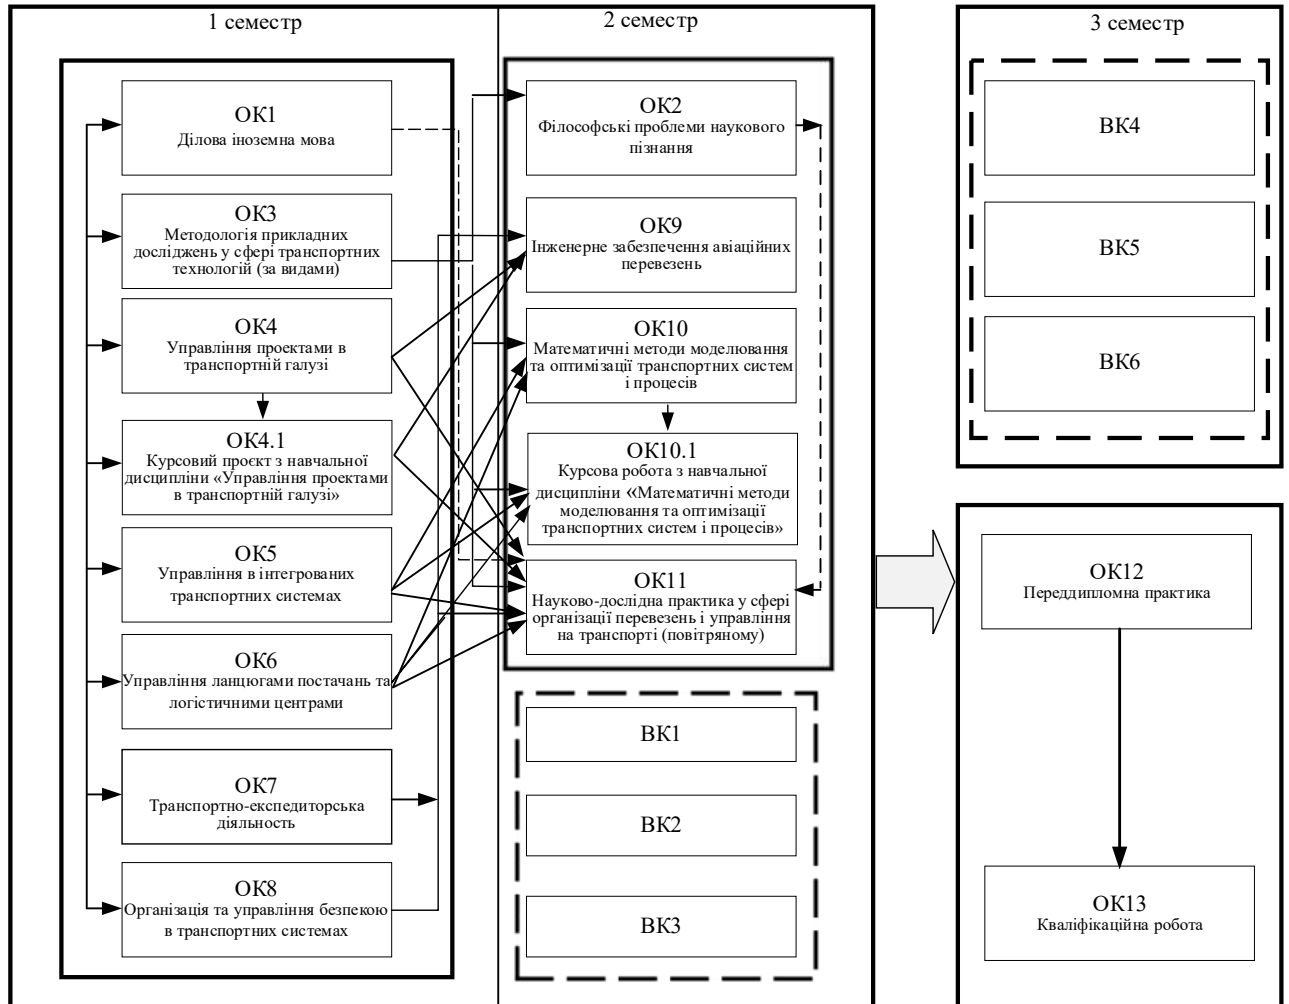 1 семестр
ОК1
Ділова іноземна мова
ОК3
Методологія прикладних
досліджень у сфері транспортних
технологій (за видами)
ОК4
Управління проектами в
транспортній галузі
ОК4.1
Курсовий проєкт з навчальної
дисципліни «Управління проектами
в транспортній галузі»
ОК5
Управління в інтегрованих
транспортних системах
ОК6
Управління ланцюгами постачань та
логістичними центрами
ОК7
Транспортно-експедиторська
діяльность
ОК8
Організація та управління безпекою
в транспортних системах
2 семестр
ОК2
Філософські проблеми наукового
пізнання
ОК9
Інженерне забезпечення авіаційних
перевезень
ОК10
Математичні методи моделювання
та оптимізації транспортних систем
і процесів
ОК10.1
Курсова робота з навчальної
дисципліни «Математичні методи
моделювання та оптимізації
транспортних систем і процесів»
ОК11
Науково-дослідна практика у сфері
організації перевезень і управління
на транспорті (повітряному)
ВК1
ВК2
ВК3
3 семестр
ВК4
ВК5
ВК6
ОК12
Переддипломна практика
ОК13
Кваліфікаційна робота